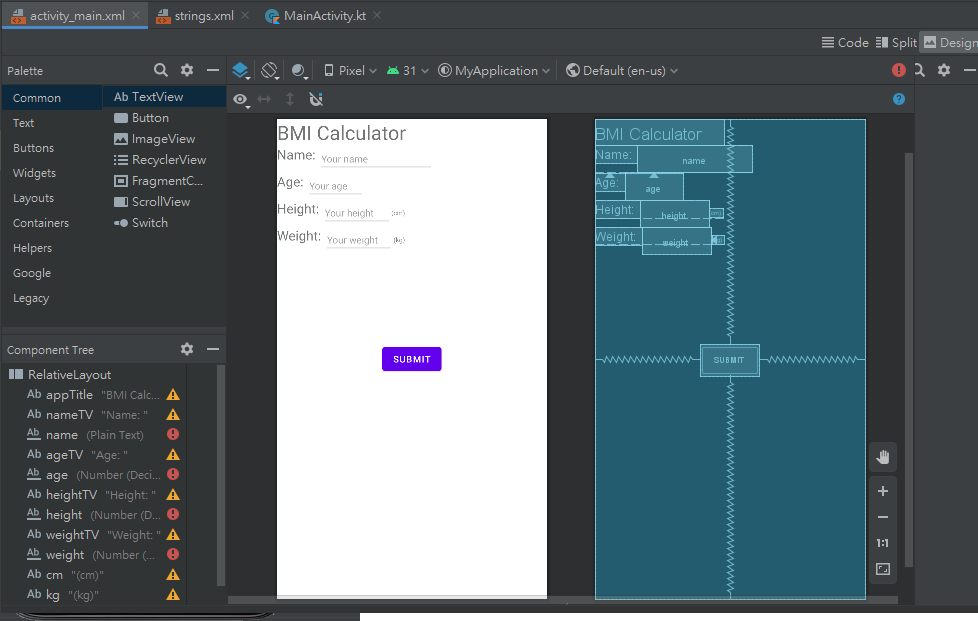 activity_main.xml strings.xml MainActivity.kt
Code Split Design
Palette Pixel 31 MyApplication Default (en-us)
Common
Text
Buttons
Widgets
Layouts
Containers
Helpers
Google
Legacy
Ab TextView
Button
ImageView
RecyclerView
FragmentC...
ScrollView
Switch
BMI Calculator
Name: Your name
Age: Your age
Height: Your height (cm)
Weight: Your weight (kg)
SUBMIT
BMI Calculator
Name: name
Age: age
Height: height (cm)
Weight: weight (kg)
SUBMIT
1:1
Component Tree
RelativeLayout
Ab appTitle "BMI Calc...
Ab nameTV "Name: "
Ab name (Plain Text)
Ab ageTV "Age: "
Ab age (Number (Deci...
Ab heightTV "Height: "
Ab height (Number (D...
Ab weightTV "Weight: "
Ab weight (Number (...
Ab cm "(cm)"
Ab kg "(kg)"